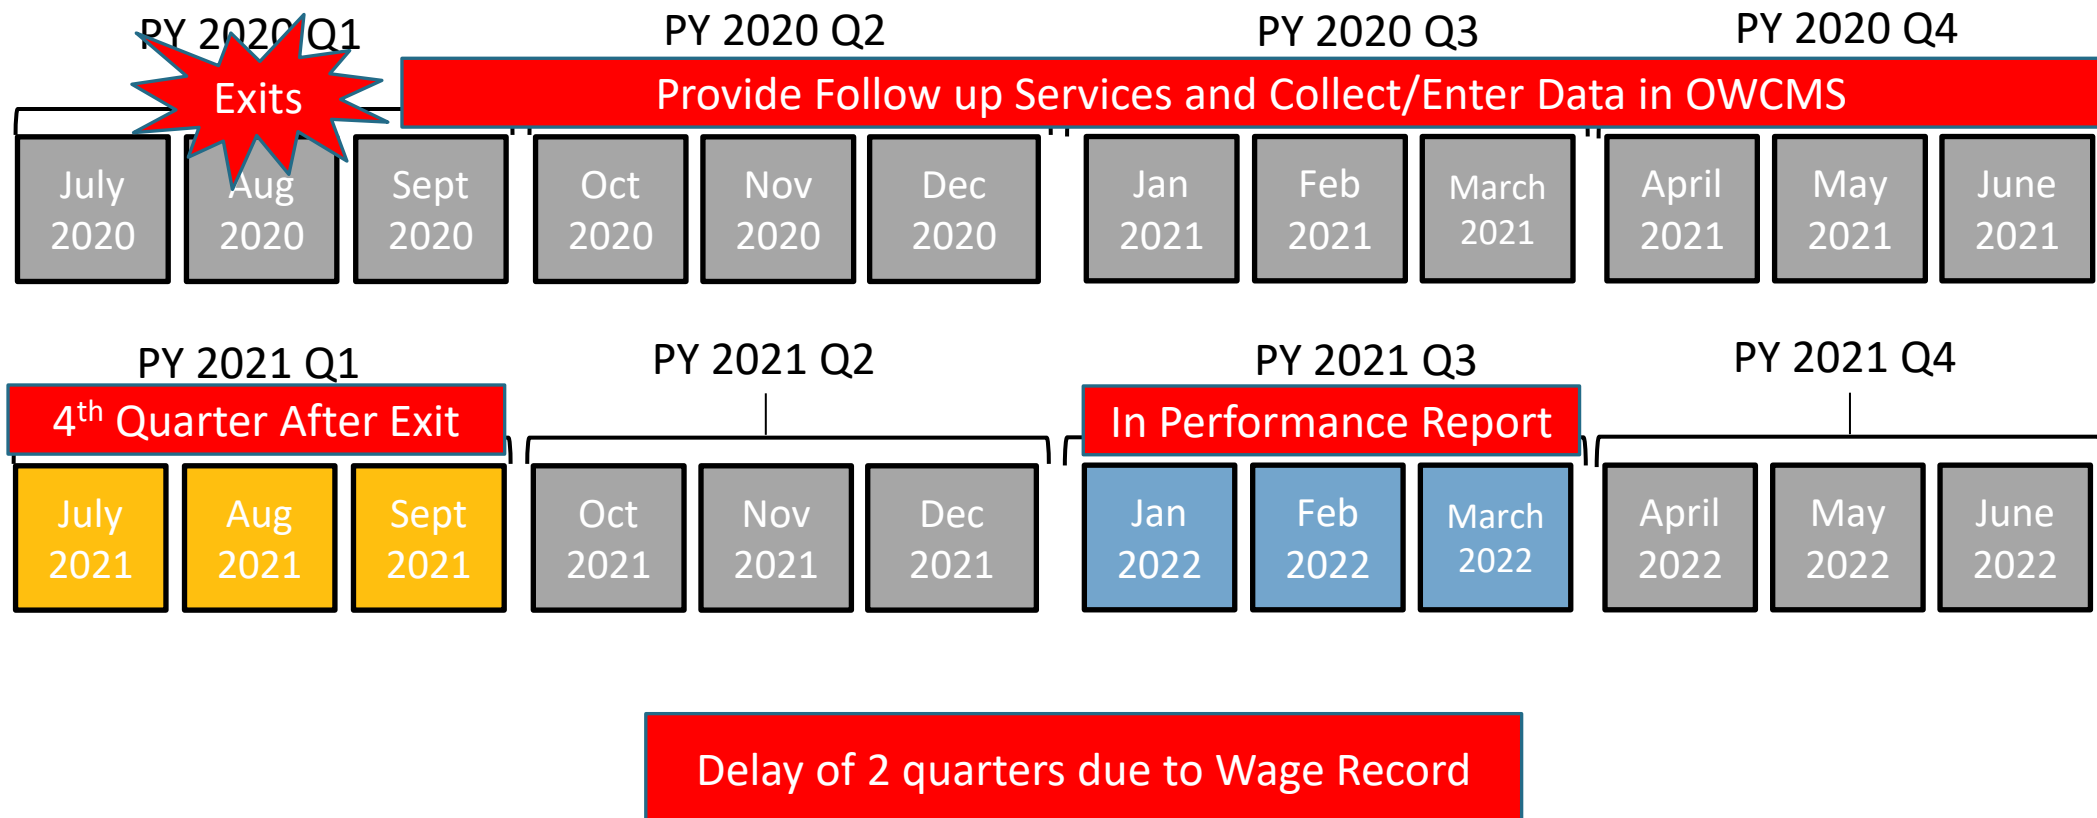 PY 2020 Q1
PY 2020 Q2
PY 2020 Q3
PY 2020 Q4
Exits
Provide Follow up Services and Collect/Enter Data in OWCMS
July
2020
Aug
2020
Sept
2020
Oct
2020
Nov
2020
Dec
2020
Jan
2021
Feb
2021
March
2021
April
2021
May
2021
June
2021
PY 2021 Q1
PY 2021 Q2
PY 2021 Q3
PY 2021 Q4
4th Quarter After Exit
In Performance Report
July
2021
Aug
2021
Sept
2021
Oct
2021
Nov
2021
Dec
2021
Jan
2022
Feb
2022
March
2022
April
2022
May
2022
June
2022
Delay of 2 quarters due to Wage Record